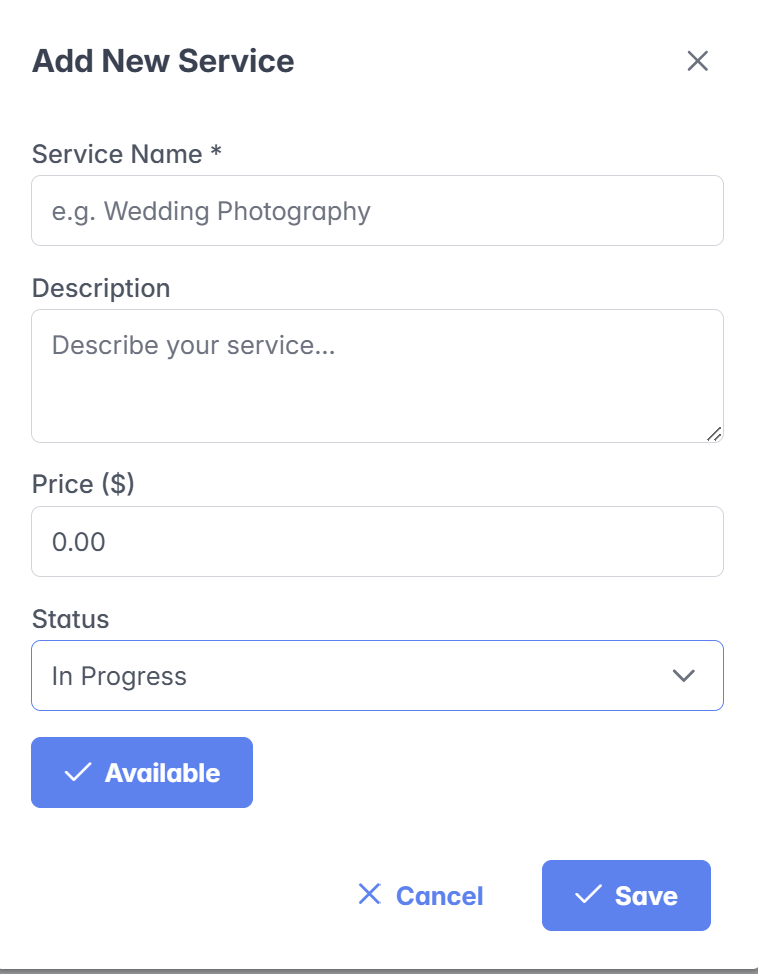 Add New Service
Service Name *
e.g. Wedding Photography
Description
Describe your service...
Price ($)
0.00
Status
In Progress
Available
Cancel
Save